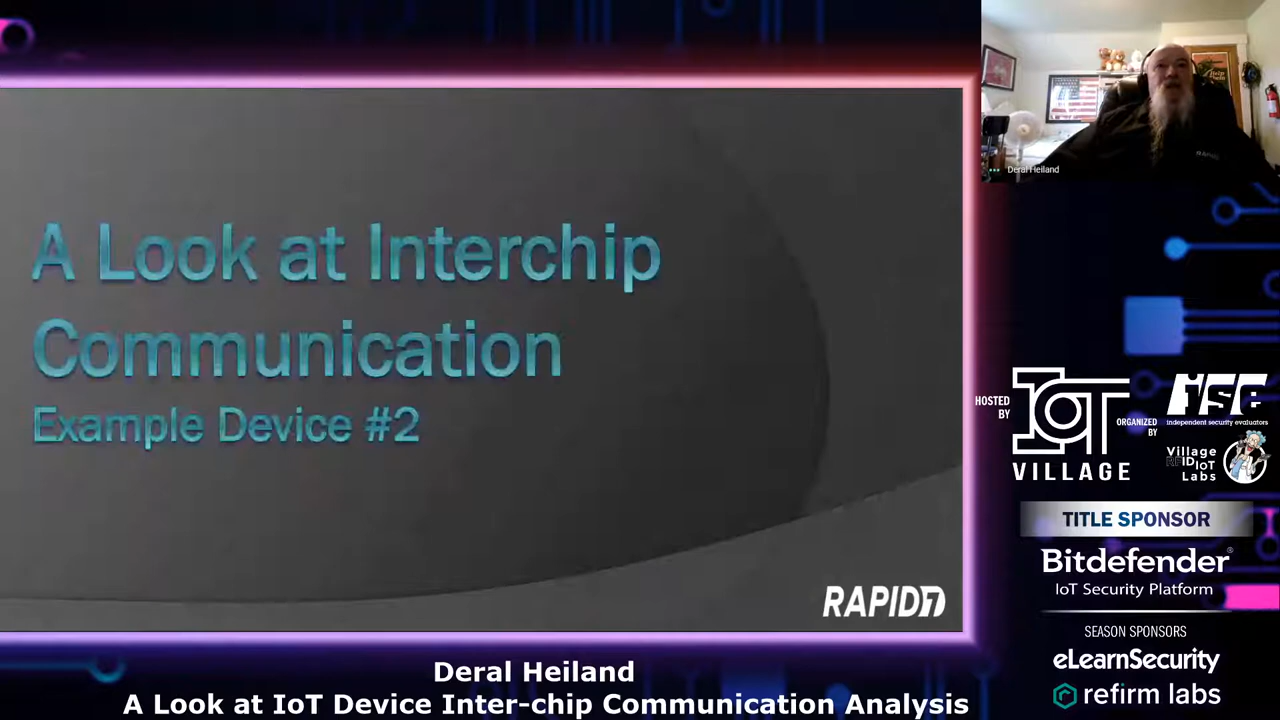 A Look at Interchip
Communication
Example Device #2
RAPID7
Deral Heiland
RAPID
HOSTED
BY
IOT
VILLAGE
ORGANIZED
BY
ise
independent security evaluators
Village
RFID IoT
Labs
TITLE SPONSOR
Bitdefender®
IoT Security Platform
SEASON SPONSORS
eLearnSecurity
refirm labs
Deral Heiland
A Look at IoT Device Inter-chip Communication Analysis